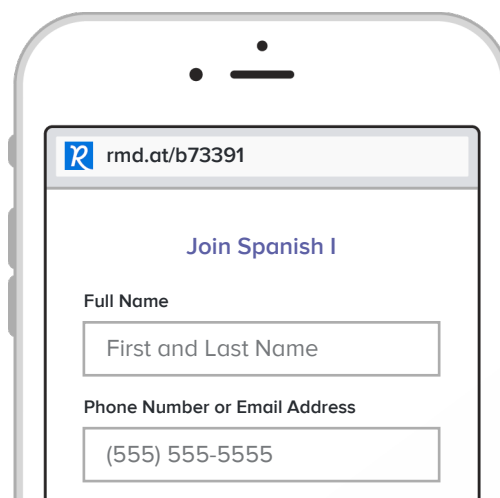 rmd.at/b73391
Join Spanish I
Full Name
First and Last Name
Phone Number or Email Address
(555) 555-5555